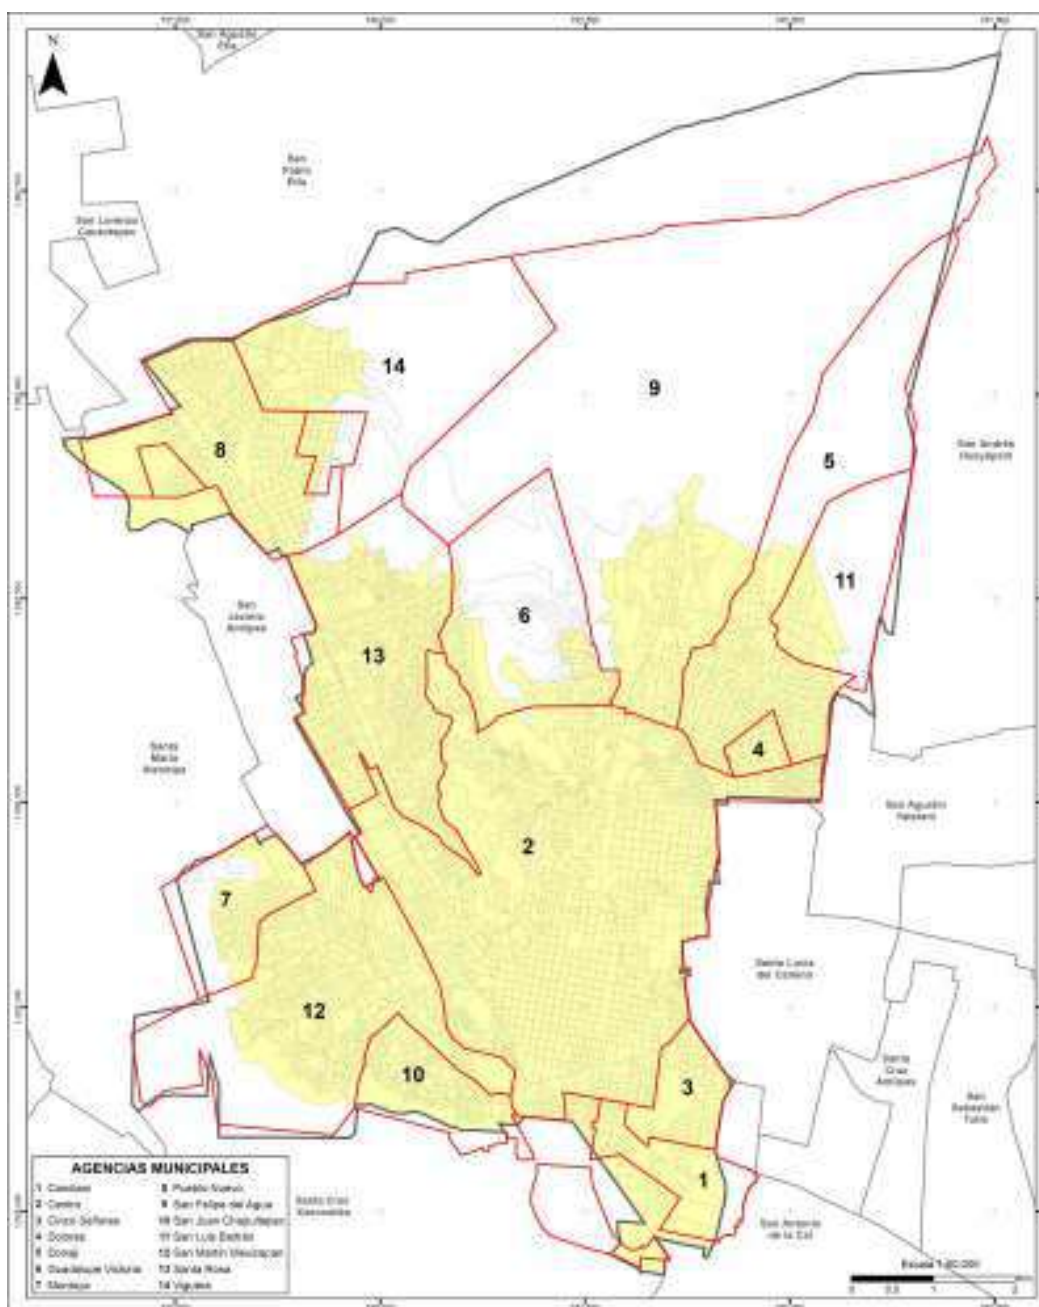 N
San Agustín
Etla
San
Pablo
Etla
San Lorenzo
Cacaotepec
14
9
8
5
San Andrés
Huayápam
11
San
Jacinto
Amilpas
6
13
Santa
María
Atzompa
4
San Agustín
Yatareni
2
7
Santa Lucía
del Camino
12
Santa
Cruz
Amilpas
10
3
San
Sebastián
Tutla
1
AGENCIAS MUNICIPALES
1 Candiani
2 Centro
3 Cinco Señores
4 Dolores
5 Donají
6 Guadalupe Victoria
7 Montoya
8 Pueblo Nuevo
9 San Felipe del Agua
10 San Juan Chapultepec
11 San Luis Beltrán
12 San Martín Mexicapan
13 Santa Rosa
14 Viguera
Santa Cruz
Xoxocotlán
San Antonio
de la Cal
0 0.5 1 2